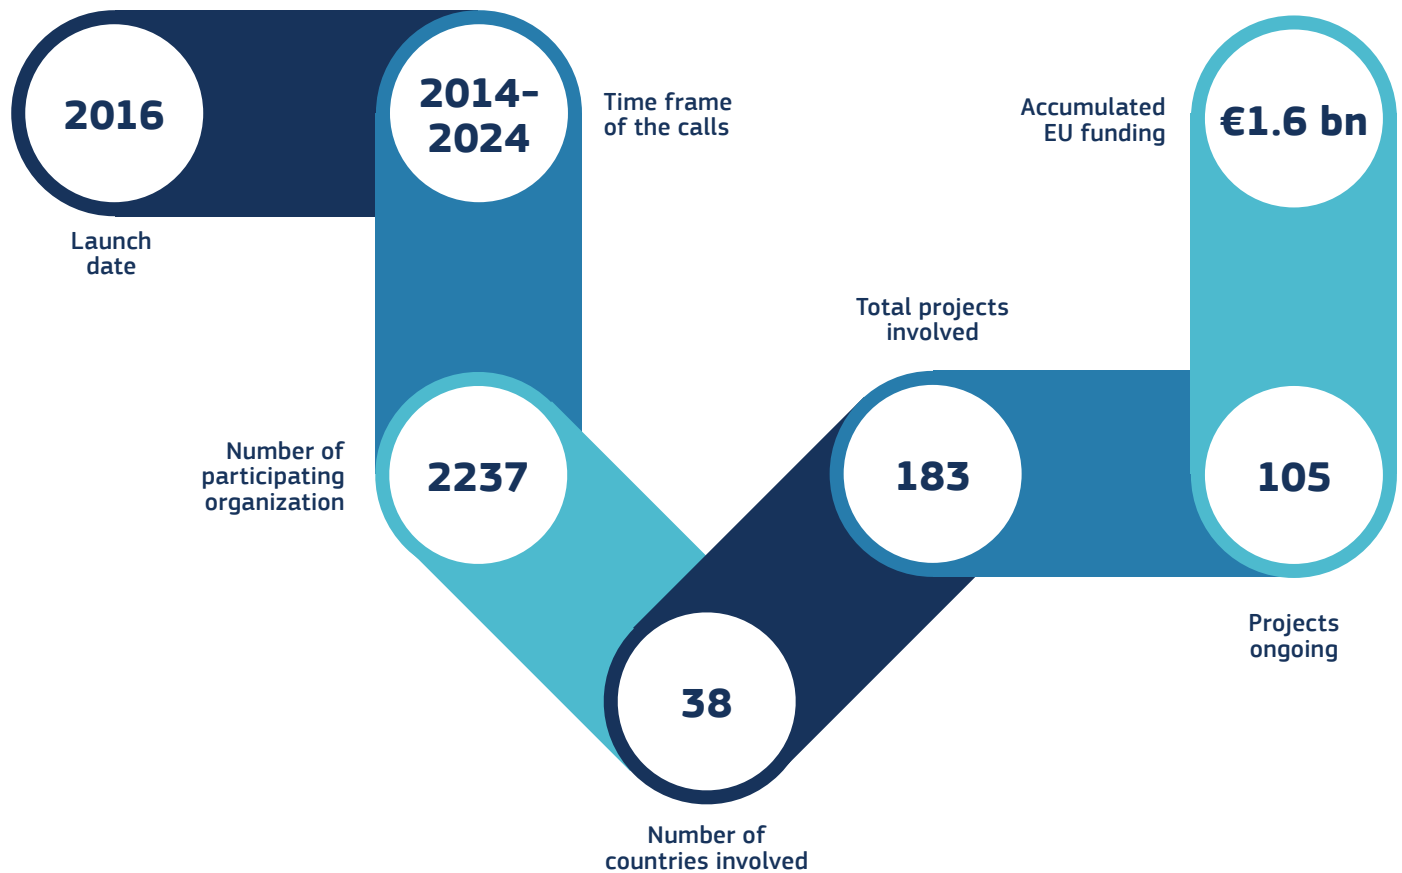 2016
Launch
date
2014-
2024
Time frame
of the calls
Number of
participating
organization
2237
38
Number of
countries involved
Total projects
involved
183
105
Projects
ongoing
Accumulated
EU funding
€1.6 bn